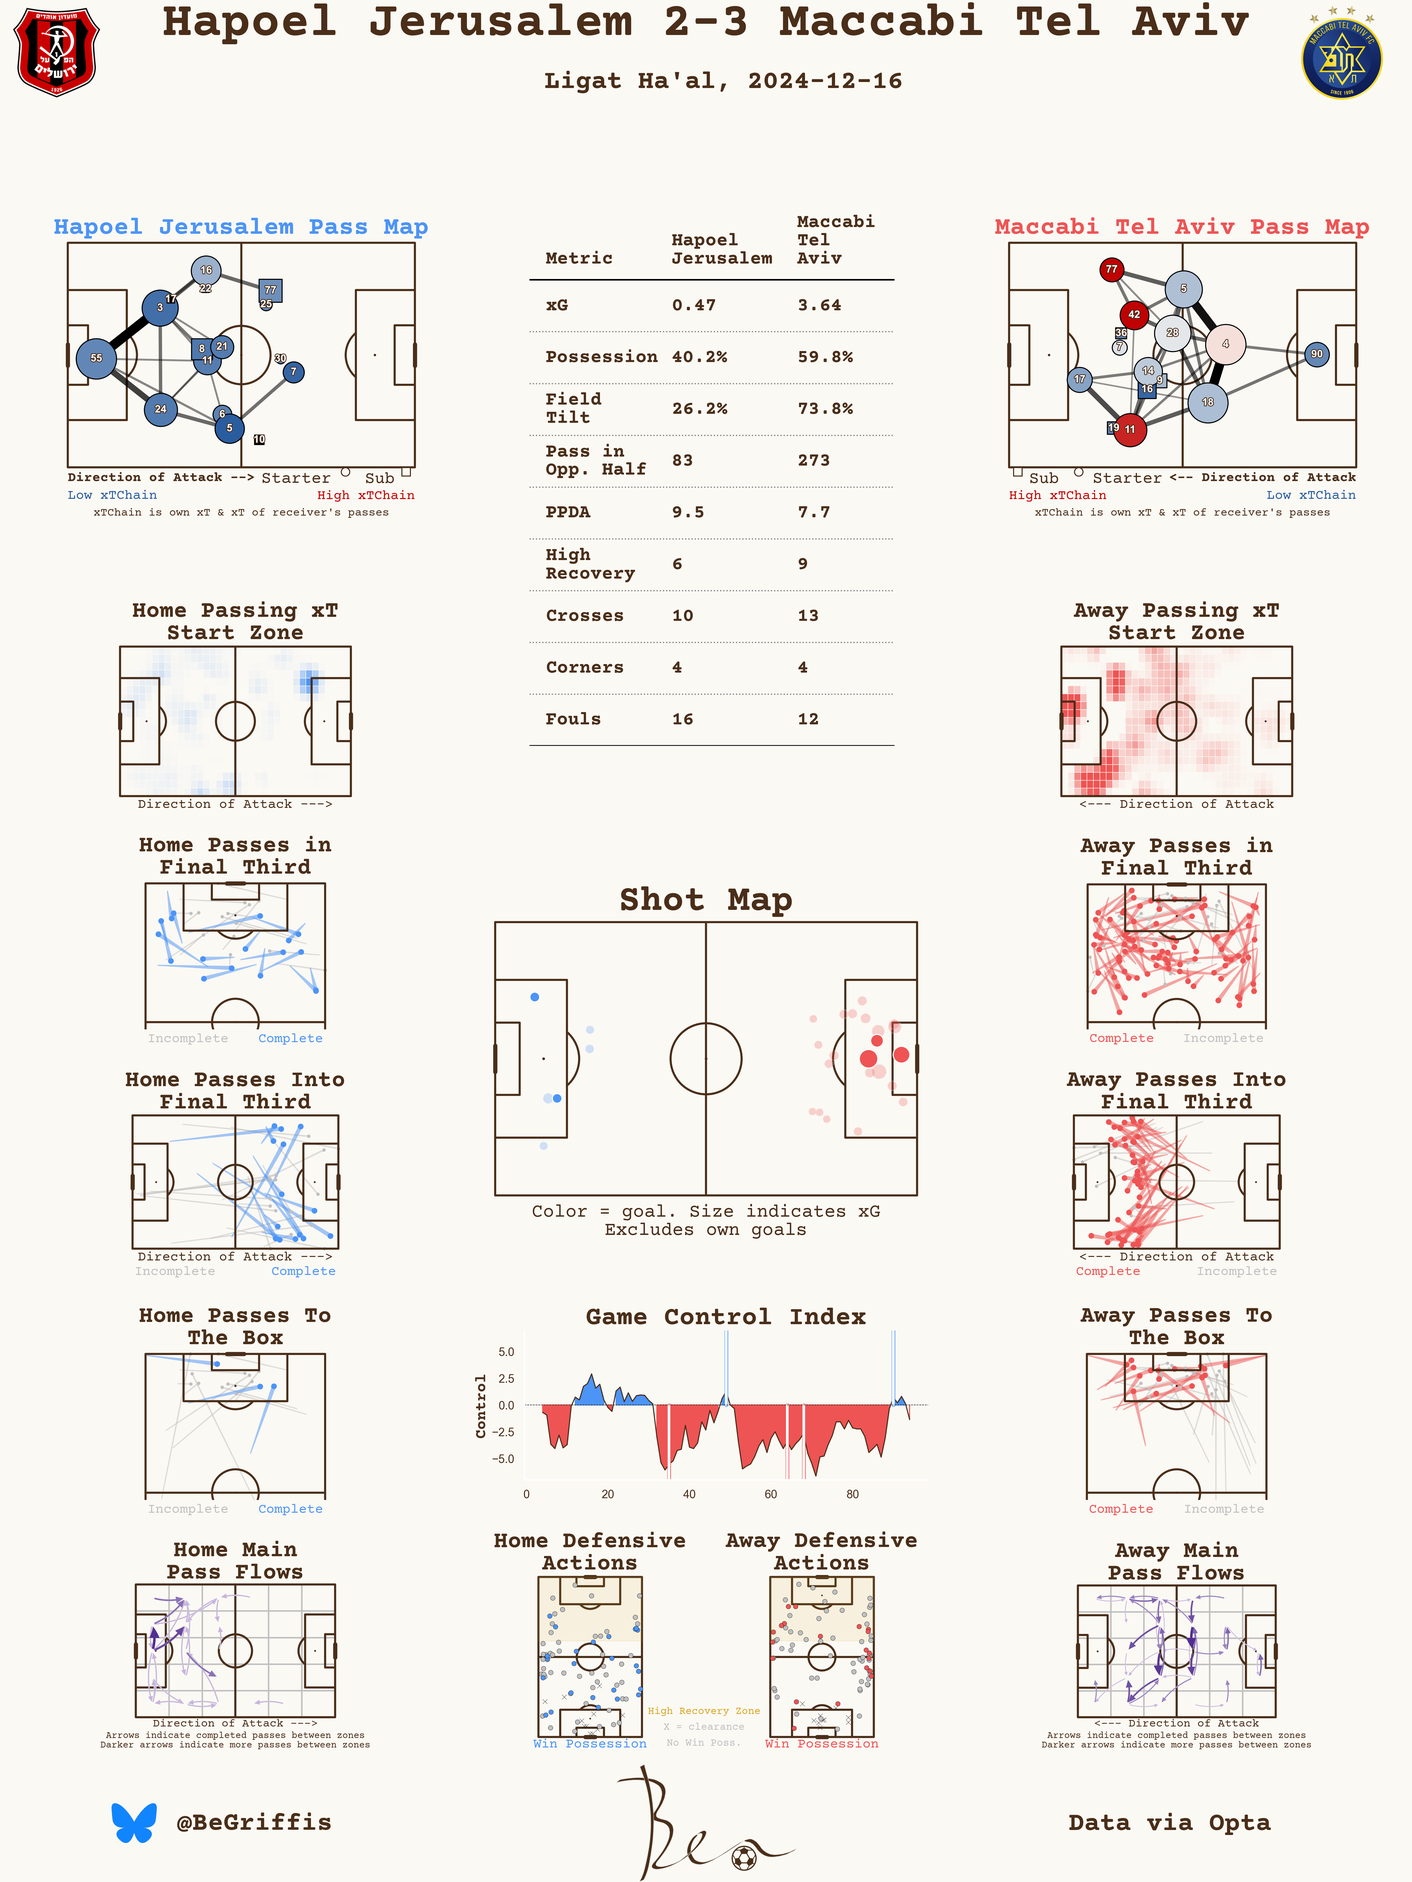 Hapoel Jerusalem 2-3 Maccabi Tel Aviv
Ligat Ha'al, 2024-12-16
מועדון אוהדים
הפועל
ירושלים
1926
MACCABI TEL AVIV FC
ת א
SINCE 1906
Hapoel Jerusalem Pass Map
16
22
17
77
25
3
8
21
11
30
7
55
24
6
5
10
Direction of Attack --> Starter Sub
Low xTChain High xTChain
xTChain is own xT & xT of receiver's passes
Metric Hapoel Jerusalem Maccabi Tel Aviv
xG 0.47 3.64
Possession 40.2% 59.8%
Field Tilt 26.2% 73.8%
Pass in Opp. Half 83 273
PPDA 9.5 7.7
High Recovery 6 9
Crosses 10 13
Corners 4 4
Fouls 16 12
Maccabi Tel Aviv Pass Map
77
5
42
36
28
7
4
90
14
17
9
16
18
19
11
Sub Starter <-- Direction of Attack
High xTChain Low xTChain
xTChain is own xT & xT of receiver's passes
Home Passing xT
Start Zone
Direction of Attack --->
Away Passing xT
Start Zone
<--- Direction of Attack
Home Passes in
Final Third
Incomplete Complete
Away Passes in
Final Third
Complete Incomplete
Shot Map
Color = goal. Size indicates xG
Excludes own goals
Home Passes Into
Final Third
Direction of Attack --->
Incomplete Complete
Away Passes Into
Final Third
<--- Direction of Attack
Complete Incomplete
Home Passes To
The Box
Incomplete Complete
Game Control Index
Control
5.0
2.5
0.0
−2.5
−5.0
0 20 40 60 80
Away Passes To
The Box
Complete Incomplete
Home Main
Pass Flows
Direction of Attack --->
Arrows indicate completed passes between zones
Darker arrows indicate more passes between zones
Home Defensive
Actions
Win Possession
High Recovery Zone
X = clearance
No Win Poss.
Away Defensive
Actions
Win Possession
Away Main
Pass Flows
<--- Direction of Attack
Arrows indicate completed passes between zones
Darker arrows indicate more passes between zones
@BeGriffis
Ben
Data via Opta